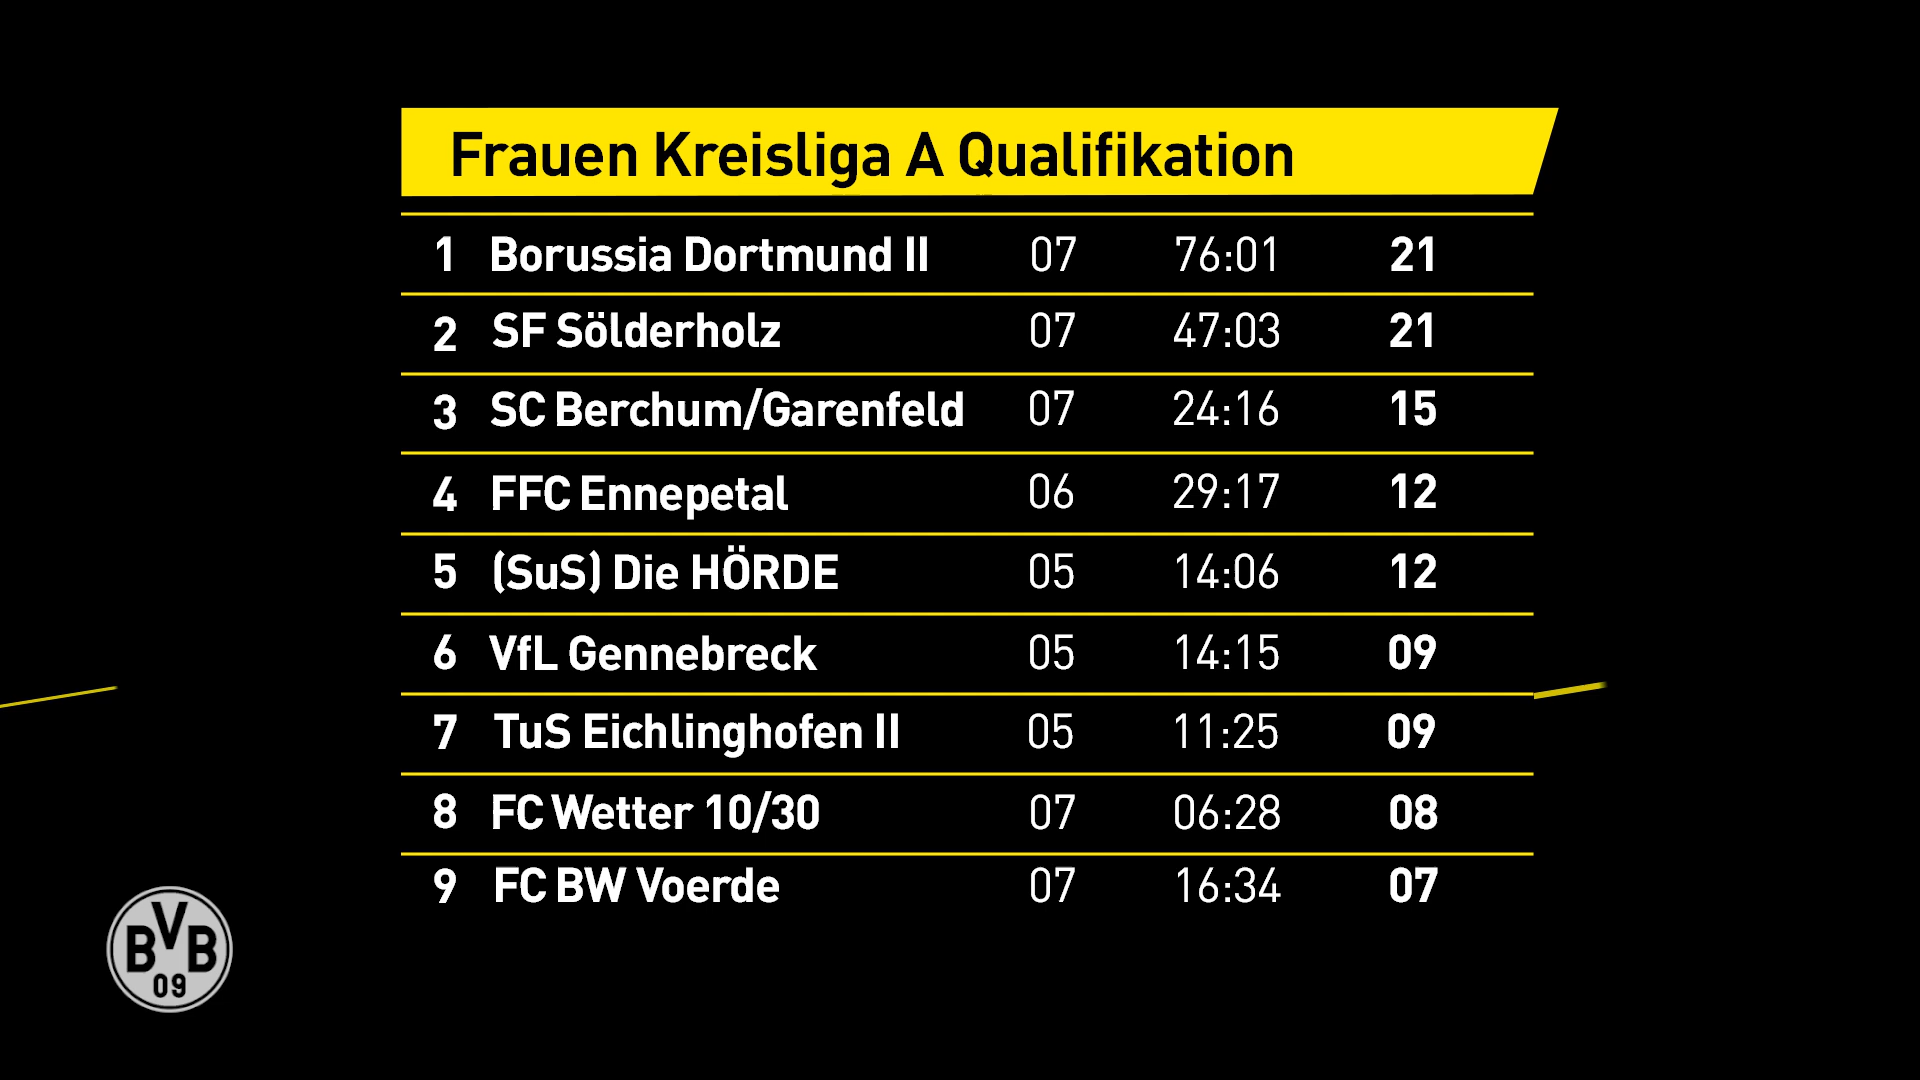 Frauen Kreisliga A Qualifikation
1 Borussia Dortmund II 07 76:01 21
2 SF Sölderholz 07 47:03 21
3 SC Berchum/Garenfeld 07 24:16 15
4 FFC Ennepetal 06 29:17 12
5 (SuS) Die HÖRDE 05 14:06 12
6 VfL Gennebreck 05 14:15 09
7 TuS Eichlinghofen II 05 11:25 09
8 FC Wetter 10/30 07 06:28 08
9 FC BW Voerde 07 16:34 07
BVB
09